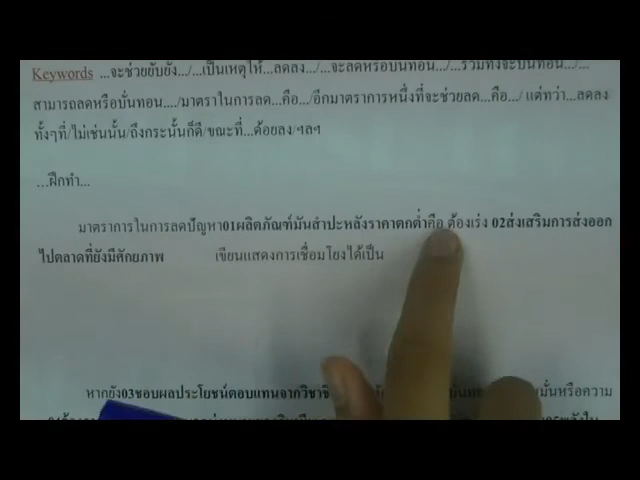 Keywords ...จะช่วยยับยั้ง.../...เป็นเหตุให้...ลดลง.../...จะลดหรือบั่นทอน.../...รวมทั้งจะบั่นทอน.../...
สามารถลดหรือบั่นทอน..../มาตราในการลด...คือ.../อีกมาตราการหนึ่งที่จะช่วยลด...คือ.../ แต่ทว่า...ลดลง
ทั้งๆที่/ไม่เช่นนั้น/ถึงกระนั้นก็ดี/ขณะที่...ด้อยลง/ฯลฯ
...ฝึกทำ...
มาตราการในการลดปัญหา01ผลิตภัณฑ์มันสำปะหลังราคาตกต่ำคือ ต้องเร่ง 02ส่งเสริมการส่งออก
ไปตลาดที่ยังมีศักยภาพ เขียนแสดงการเชื่อมโยงได้เป็น
หากยัง03ชอบผลประโยชน์ตอบแทนจากวิชาชี มั่นหรือความ